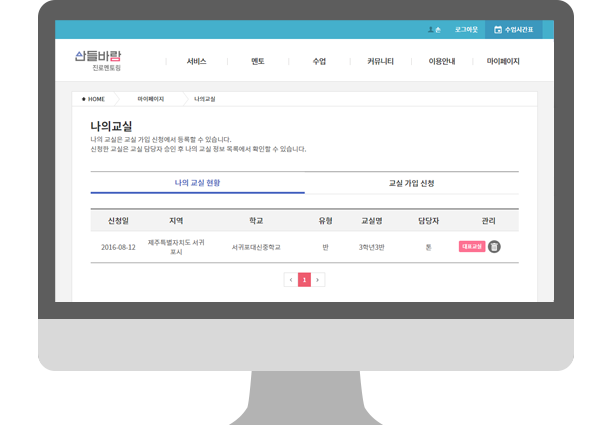 손 로그아웃 수업시간표
산들바람
진로멘토링
서비스 멘토 수업 커뮤니티 이용안내 마이페이지
HOME 마이페이지 나의교실
나의교실
나의 교실은 교실 가입 신청에서 등록할 수 있습니다.
신청한 교실은 교실 담당자 승인 후 나의 교실 정보 목록에서 확인할 수 있습니다.
나의 교실 현황 교실 가입 신청
신청일 지역 학교 유형 교실명 담당자 관리
2016-08-12 제주특별자치도 서귀포시 서귀포대신중학교 반 3학년3반 톤 대표교실
1